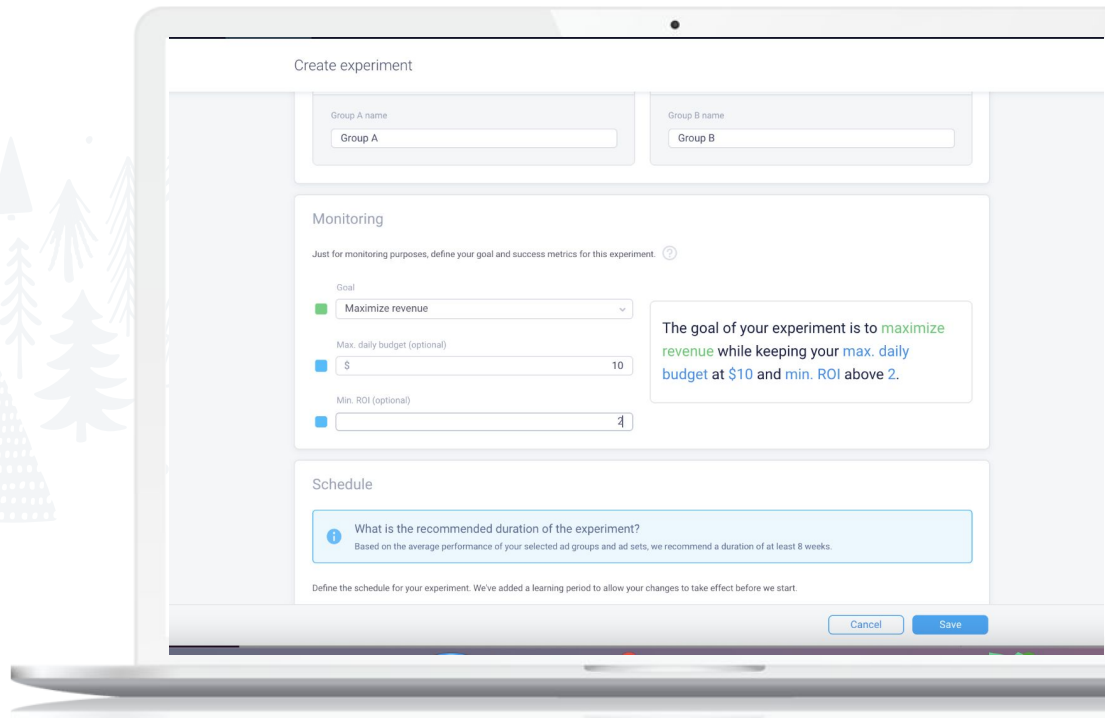 Create experiment
Group A name
Group B name
Group A
Group B
Monitoring
Just for monitoring purposes, define your goal and success metrics for this experiment. ?
Goal
Maximize revenue
Max. daily budget (optional)
$ 10
Min. ROI (optional)
2
The goal of your experiment is to maximize
revenue while keeping your max. daily
budget at $10 and min. ROI above 2.
Schedule
What is the recommended duration of the experiment?
Based on the average performance of your selected ad groups and ad sets, we recommend a duration of at least 8 weeks.
Define the schedule for your experiment. We've added a learning period to allow your changes to take effect before we start.
Cancel
Save